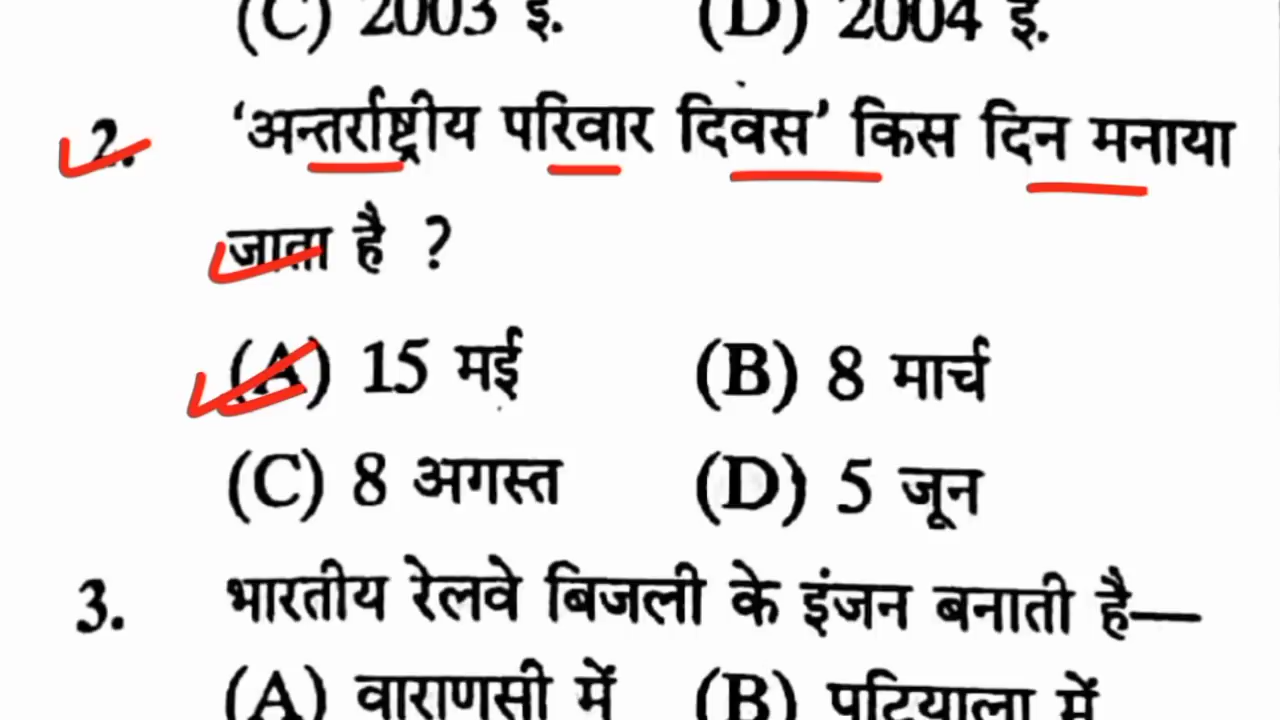 (C) 2003 ई. (D) 2004 ई.
2. 'अन्तर्राष्ट्रीय परिवार दिवस' किस दिन मनाया
जाता है ?
(A) 15 मई (B) 8 मार्च
(C) 8 अगस्त (D) 5 जून
3. भारतीय रेलवे बिजली के इंजन बनाती है—
(A) वाराणसी में (B) पटियाला में